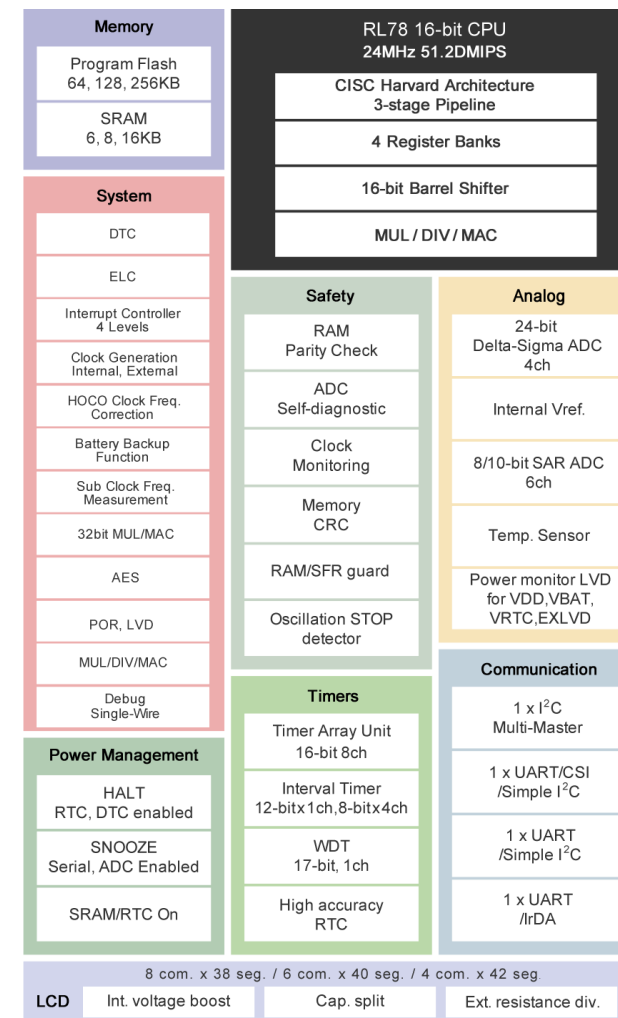 Memory
Program Flash
64, 128, 256KB
SRAM
6, 8, 16KB
RL78 16-bit CPU
24MHz 51.2DMIPS
CISC Harvard Architecture
3-stage Pipeline
4 Register Banks
16-bit Barrel Shifter
MUL / DIV / MAC
System
DTC
ELC
Interrupt Controller
4 Levels
Clock Generation
Internal, External
HOCO Clock Freq.
Correction
Battery Backup
Function
Sub Clock Freq.
Measurement
32bit MUL/MAC
AES
POR, LVD
MUL/DIV/MAC
Debug
Single-Wire
Safety
RAM
Parity Check
ADC
Self-diagnostic
Clock
Monitoring
Memory
CRC
RAM/SFR guard
Oscillation STOP
detector
Analog
24-bit
Delta-Sigma ADC
4ch
Internal Vref.
8/10-bit SAR ADC
6ch
Temp. Sensor
Power monitor LVD
for VDD,VBAT,
VRTC,EXLVD
Power Management
HALT
RTC, DTC enabled
SNOOZE
Serial, ADC Enabled
SRAM/RTC On
Timers
Timer Array Unit
16-bit 8ch
Interval Timer
12-bitx1ch,8-bitx4ch
WDT
17-bit, 1ch
High accuracy
RTC
Communication
1 x I²C
Multi-Master
1 x UART/CSI
/Simple I²C
1 x UART
/Simple I²C
1 x UART
/IrDA
8 com. x 38 seg. / 6 com. x 40 seg. / 4 com. x 42 seg.
LCD
Int. voltage boost
Cap. split
Ext. resistance div.